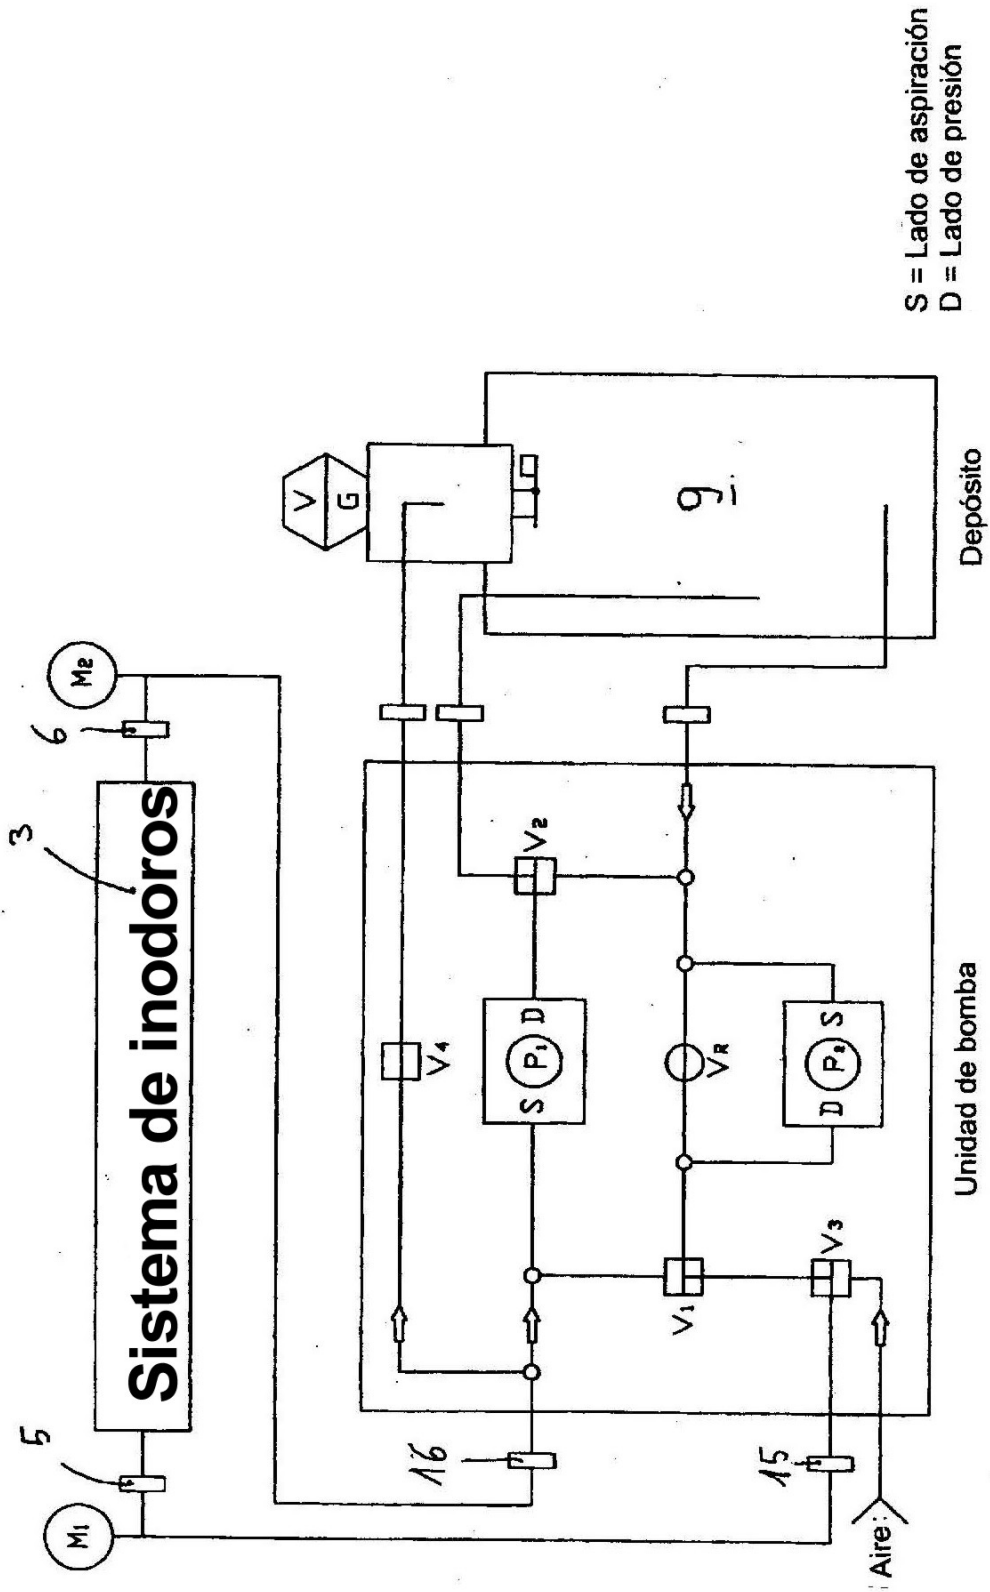 M1
5
3
Sistema de inodoros
6
M2
V
G
16
S
P1
D
V4
V2
V1
VR
9
15
V3
D
P2
S
Aire:
Unidad de bomba
Depósito
S = Lado de aspiración
D = Lado de presión